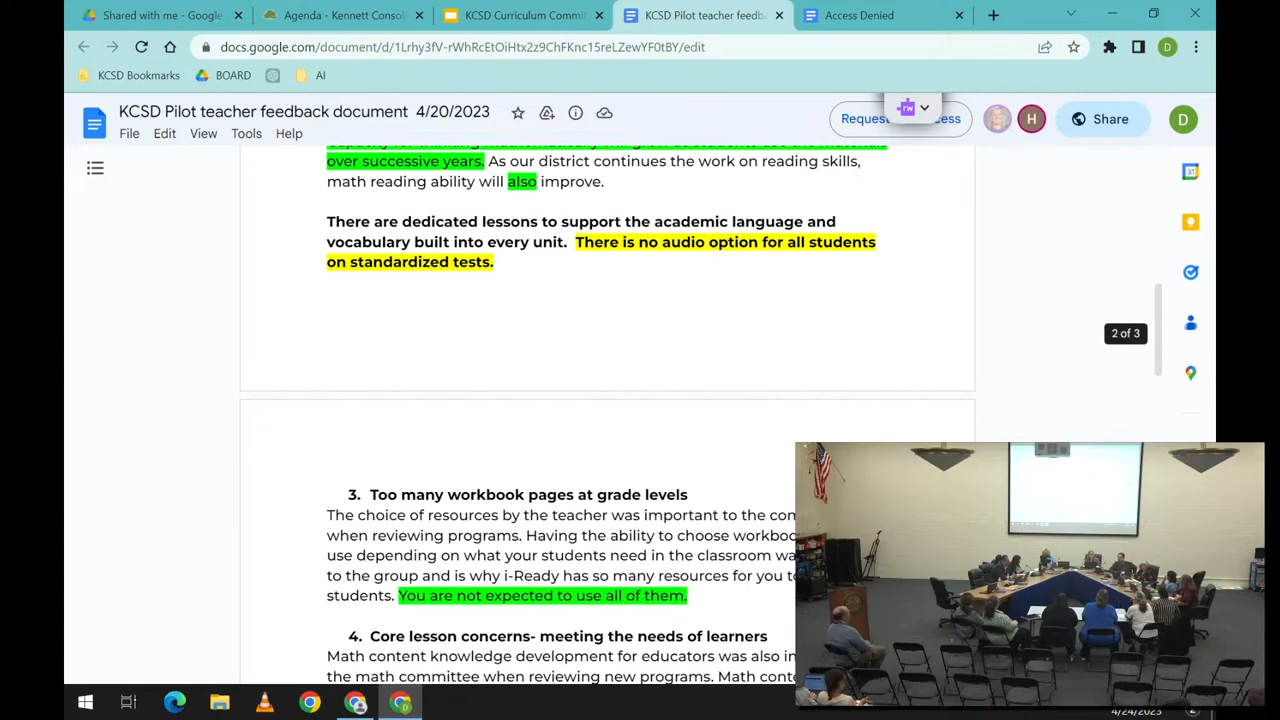 Shared with me - Google
Agenda - Kennett Consol
KCSD Curriculum Commit
KCSD Pilot teacher feedb
Access Denied
docs.google.com/document/d/1Lrhy3fV-rWhRcEtOiHtx2z9ChFKnc15reLZewYF0tBY/edit
KCSD Bookmarks
BOARD
AI
KCSD Pilot teacher feedback document 4/20/2023
File Edit View Tools Help
rw
H
Share
D
over successive years. As our district continues the work on reading skills,
math reading ability will also improve.
There are dedicated lessons to support the academic language and
vocabulary built into every unit. There is no audio option for all students
on standardized tests.
2 of 3
3. Too many workbook pages at grade levels
The choice of resources by the teacher was important to the com
when reviewing programs. Having the ability to choose workboo
use depending on what your students need in the classroom wa
to the group and is why i-Ready has so many resources for you t
students. You are not expected to use all of them.
4. Core lesson concerns- meeting the needs of learners
Math content knowledge development for educators was also in
the math committee when reviewing new programs. Math conte
4/24/2023